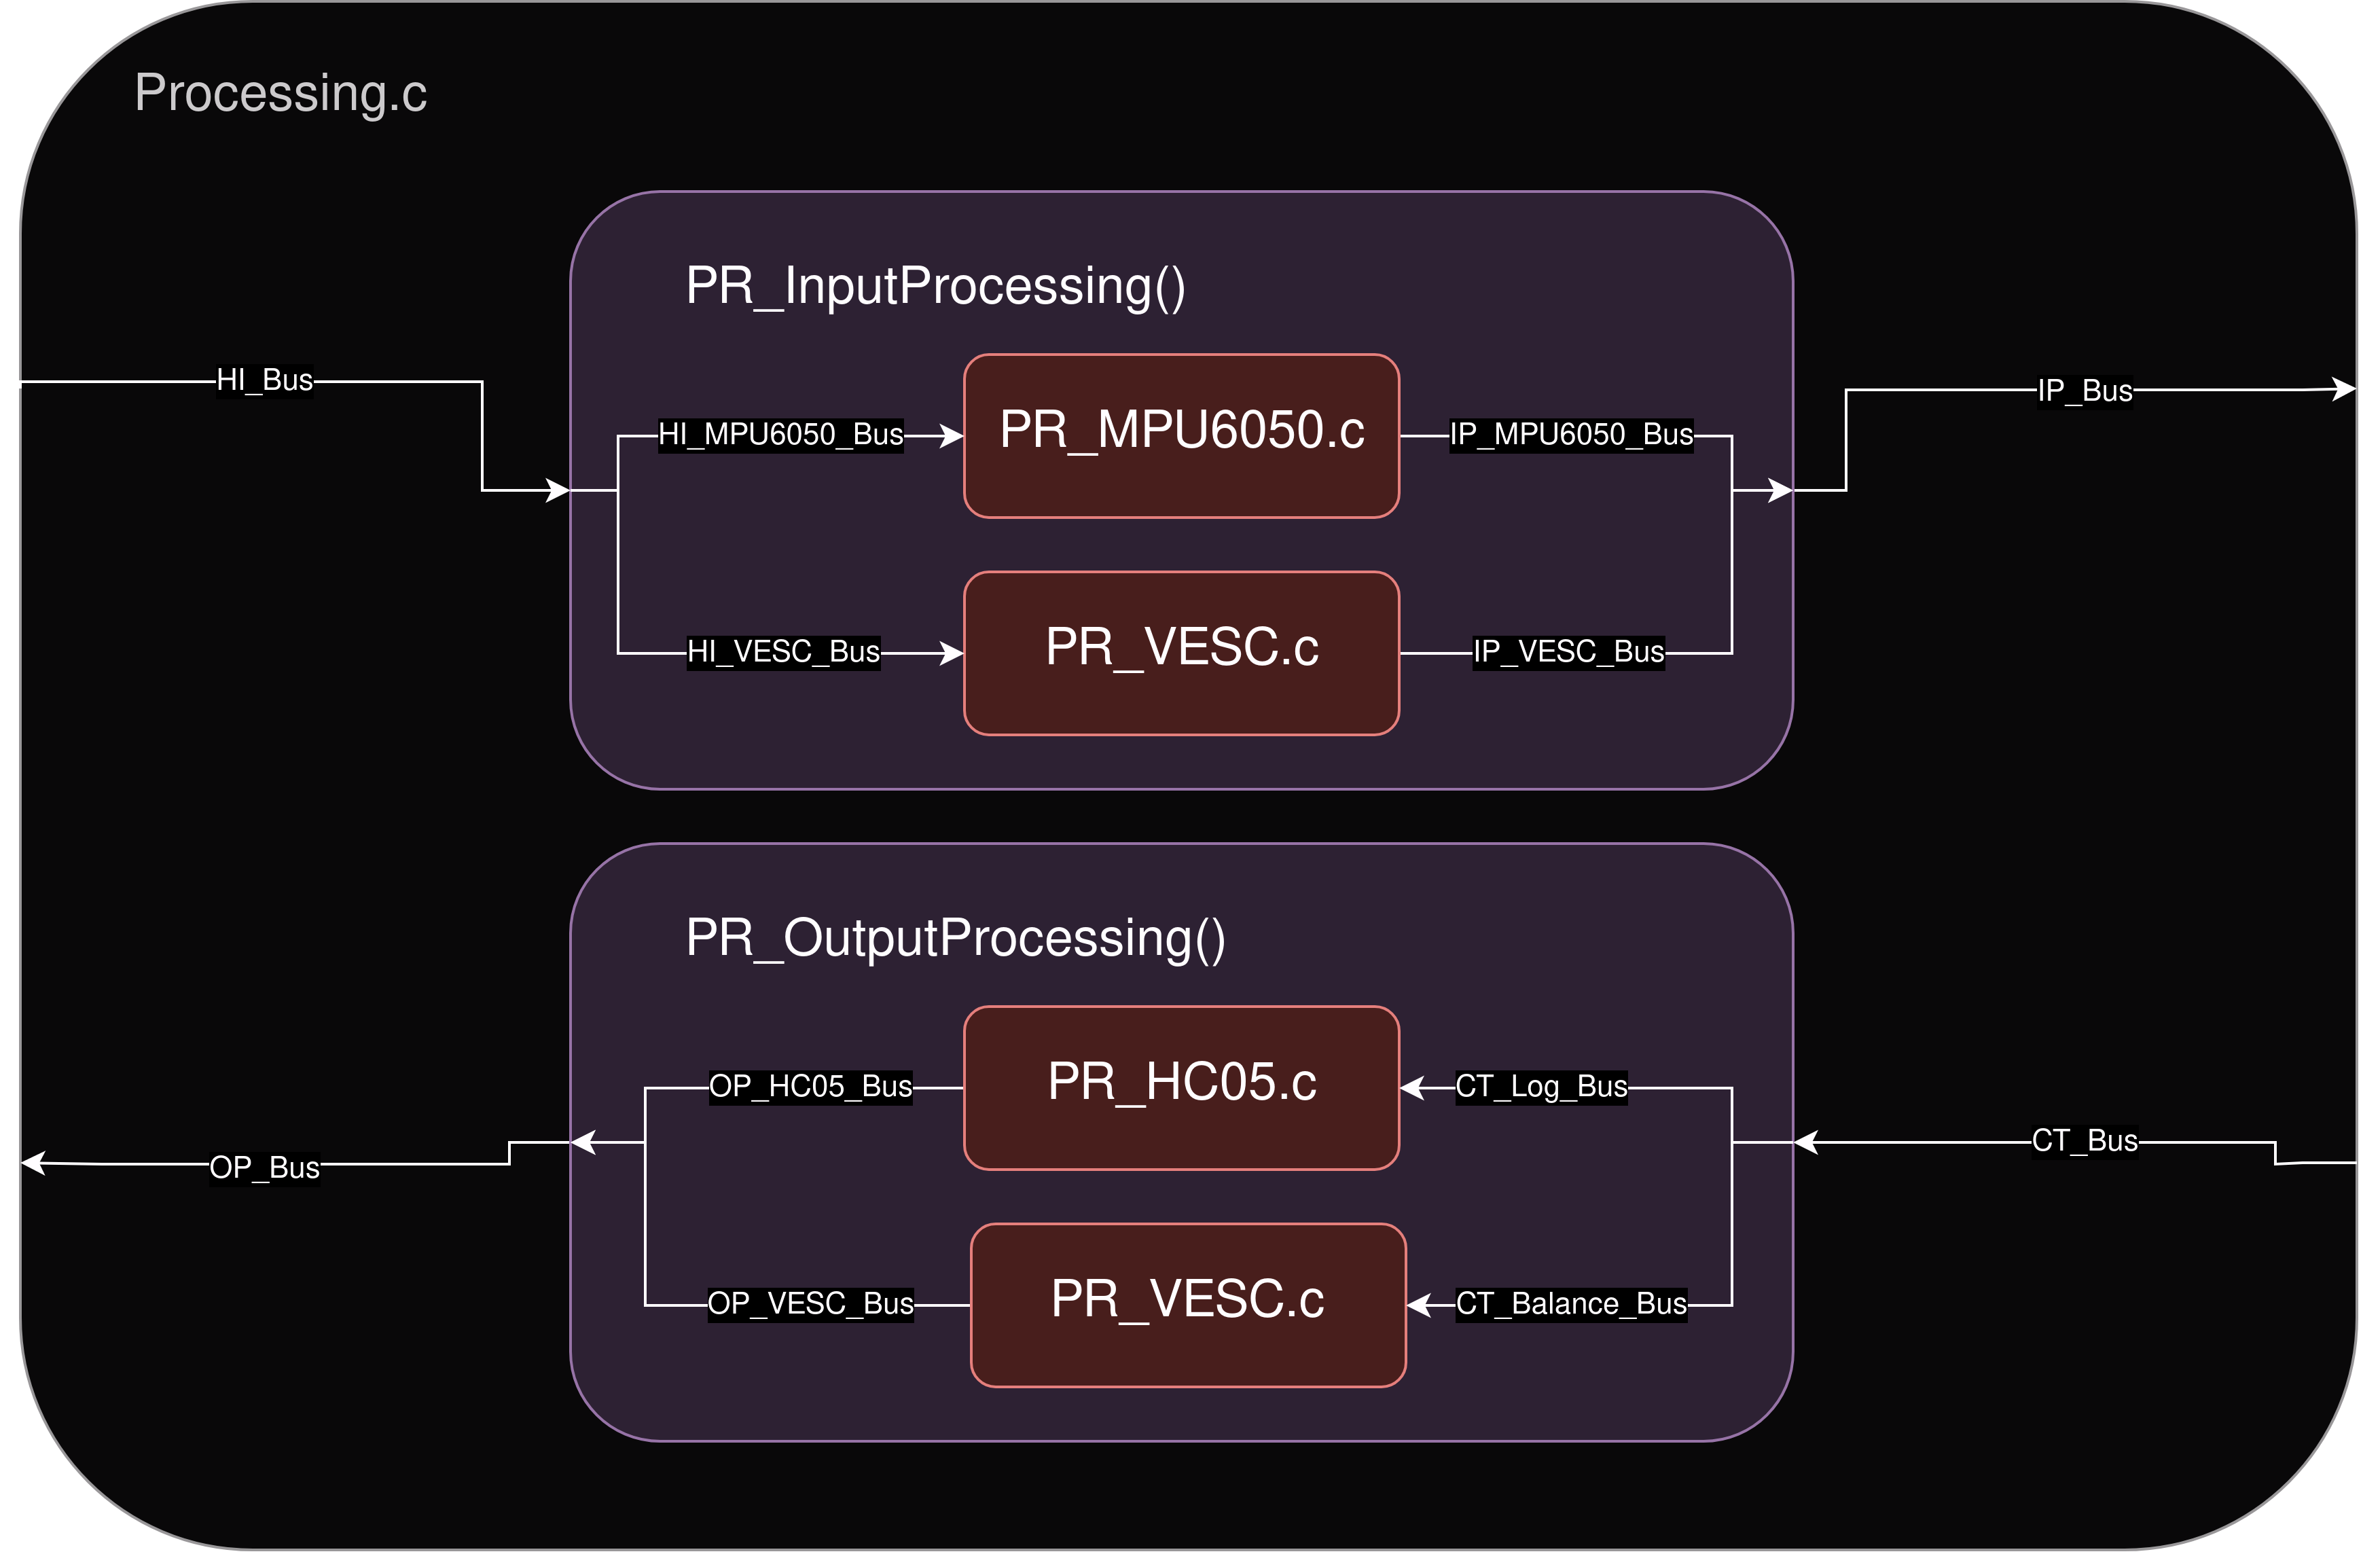 Processing.c
PR_InputProcessing()
HI_Bus
IP_Bus
HI_MPU6050_Bus
PR_MPU6050.c
IP_MPU6050_Bus
HI_VESC_Bus
PR_VESC.c
IP_VESC_Bus
PR_OutputProcessing()
OP_HC05_Bus
PR_HC05.c
CT_Log_Bus
OP_Bus
CT_Bus
OP_VESC_Bus
PR_VESC.c
CT_Balance_Bus